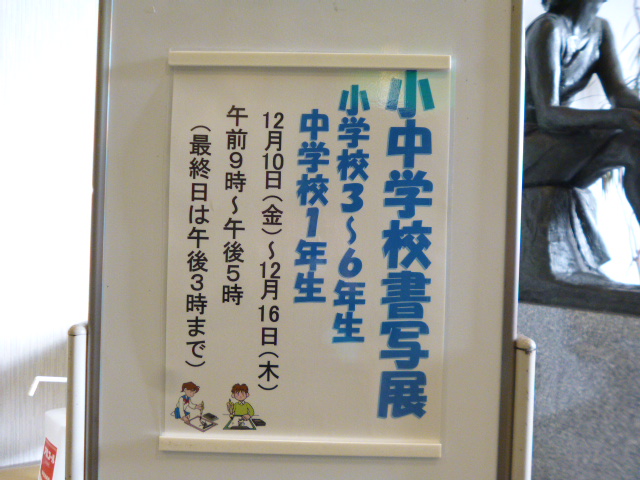 小中学校書写展
小学校3～6年生
中学校1年生
12月10日(金)～12月16日(木)
午前9時～午後5時
(最終日は午後3時まで)